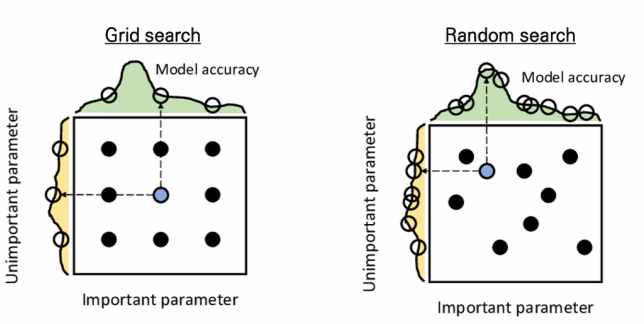 Grid search
Model accuracy
Unimportant parameter
Important parameter
Random search
Model accuracy
Unimportant parameter
Important parameter